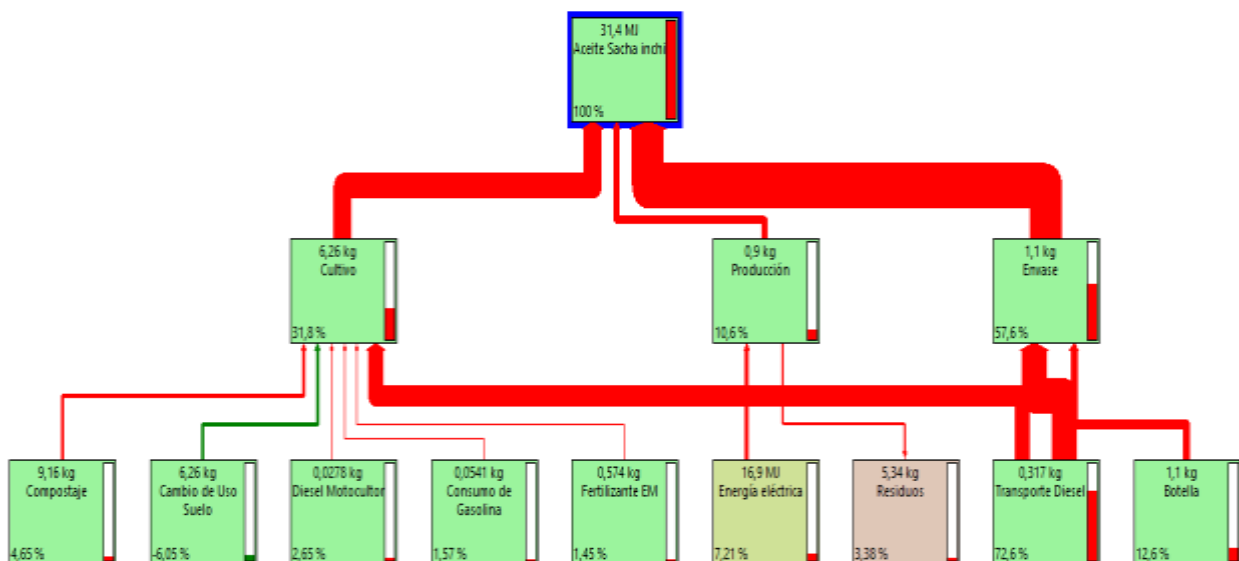 31,4 MJ
Aceite Sacha inchi
100 %
6,26 kg
Cultivo
31,8 %
0,9 kg
Producción
10,6 %
1,1 kg
Envase
57,6 %
9,16 kg
Compostaje
4,65 %
6,26 kg
Cambio de Uso
Suelo
-6,05 %
0,0278 kg
Diesel Motocultor
2,65 %
0,0541 kg
Consumo de
Gasolina
1,57 %
0,574 kg
Fertilizante EM
1,45 %
16,9 MJ
Energía eléctrica
7,21 %
5,34 kg
Residuos
3,38 %
0,317 kg
Transporte Diesel
72,6 %
1,1 kg
Botella
12,6 %